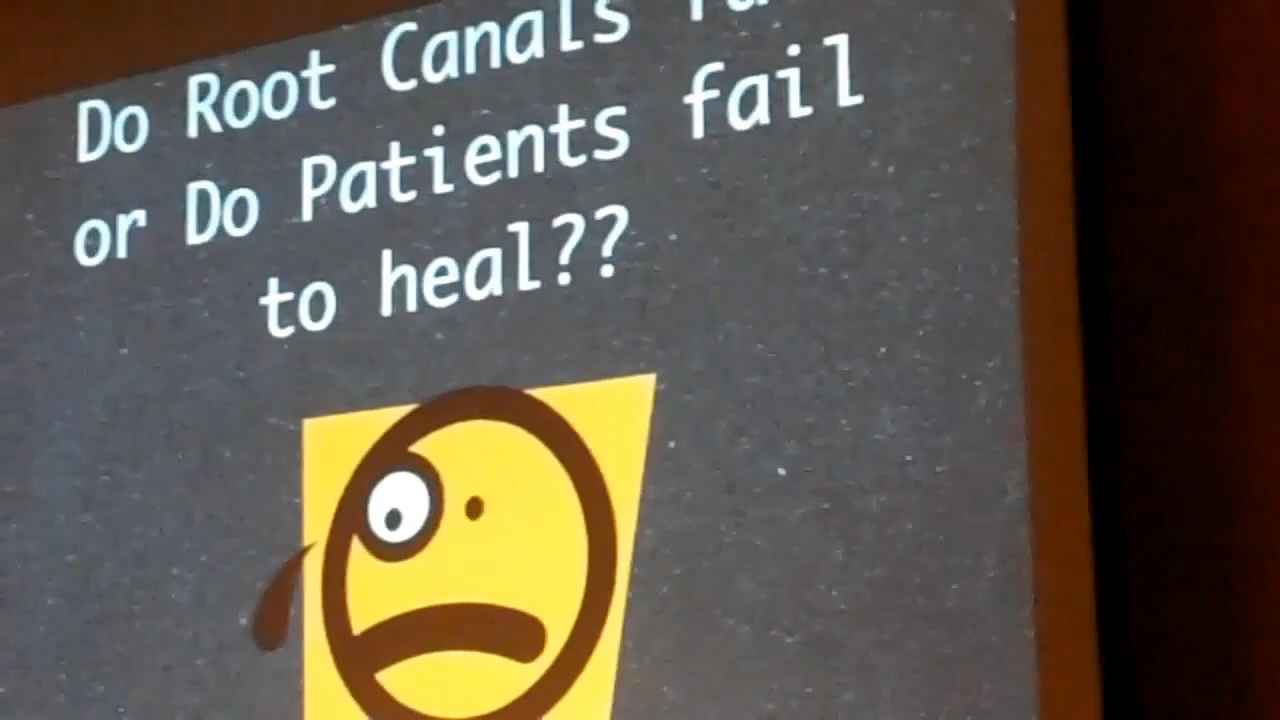 Do Root Canals
or Do Patients fail
to heal??